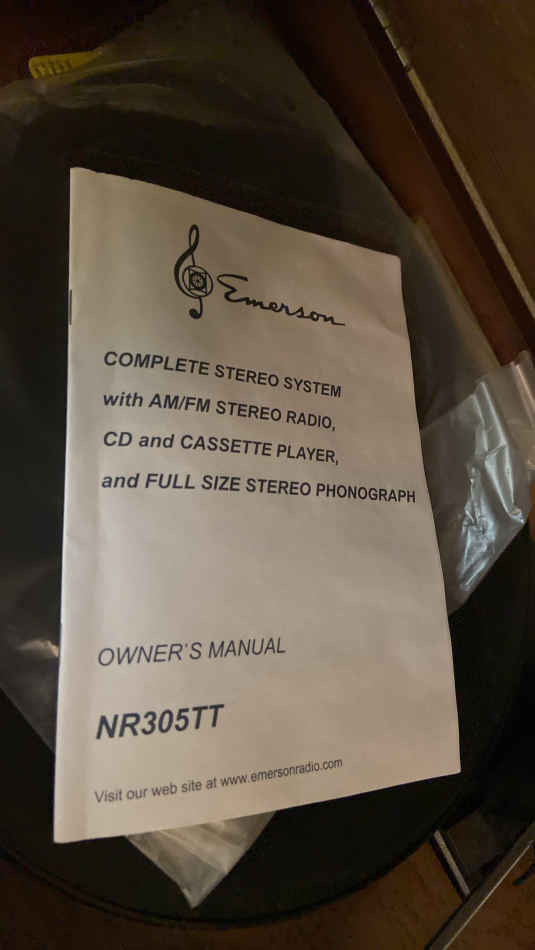 Emerson
COMPLETE STEREO SYSTEM
with AM/FM STEREO RADIO,
CD and CASSETTE PLAYER,
and FULL SIZE STEREO PHONOGRAPH
OWNER'S MANUAL
NR305TT
Visit our web site at www.emersonradio.com